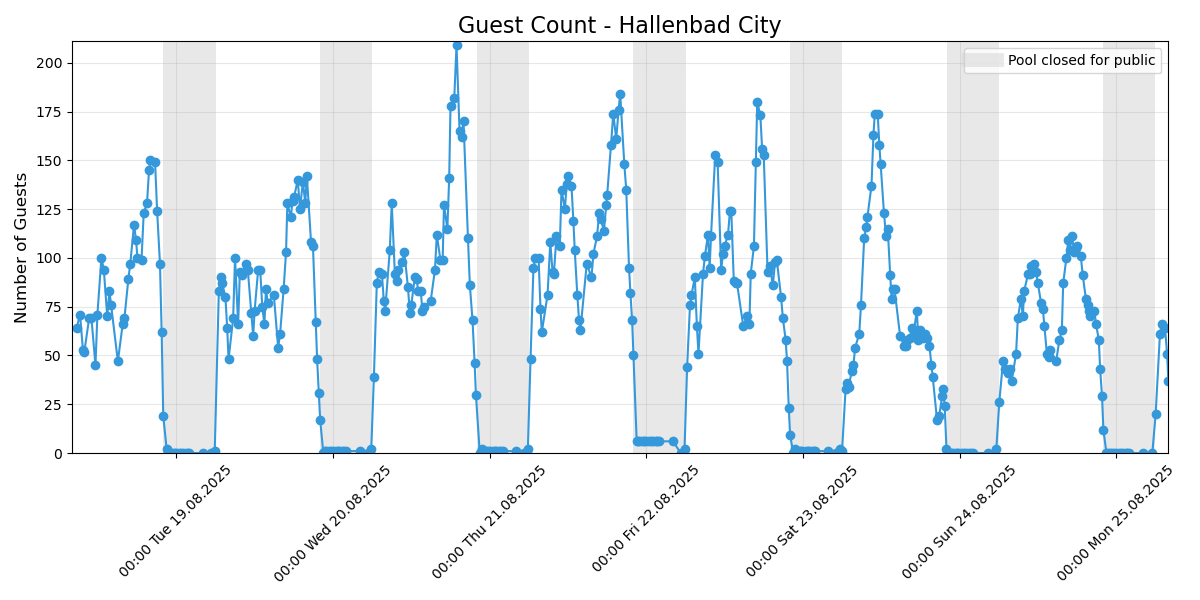 Guest Count - Hallenbad City
Pool closed for public
Number of Guests
200
175
150
125
100
75
50
25
0
00:00 Tue 19.08.2025
00:00 Wed 20.08.2025
00:00 Thu 21.08.2025
00:00 Fri 22.08.2025
00:00 Sat 23.08.2025
00:00 Sun 24.08.2025
00:00 Mon 25.08.2025